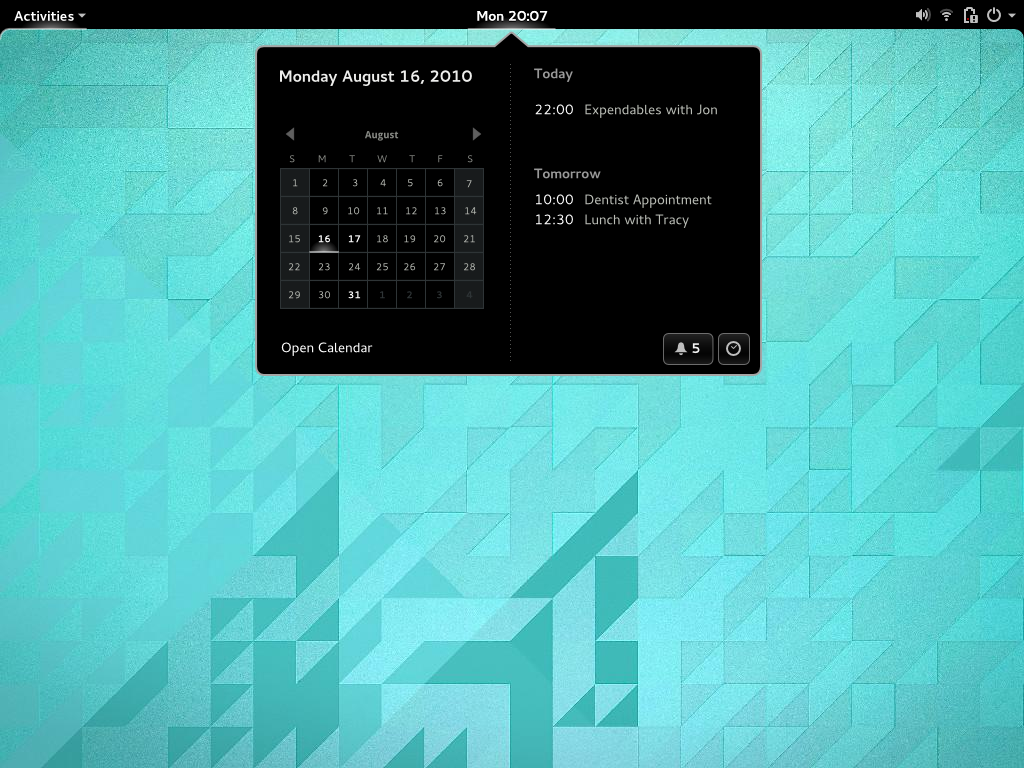 Activities
Mon 20:07
Monday August 16, 2010
August
S M T W T F S
1 2 3 4 5 6 7
8 9 10 11 12 13 14
15 16 17 18 19 20 21
22 23 24 25 26 27 28
29 30 31 1 2 3 4
Open Calendar
Today
22:00 Expendables with Jon
Tomorrow
10:00 Dentist Appointment
12:30 Lunch with Tracy
5